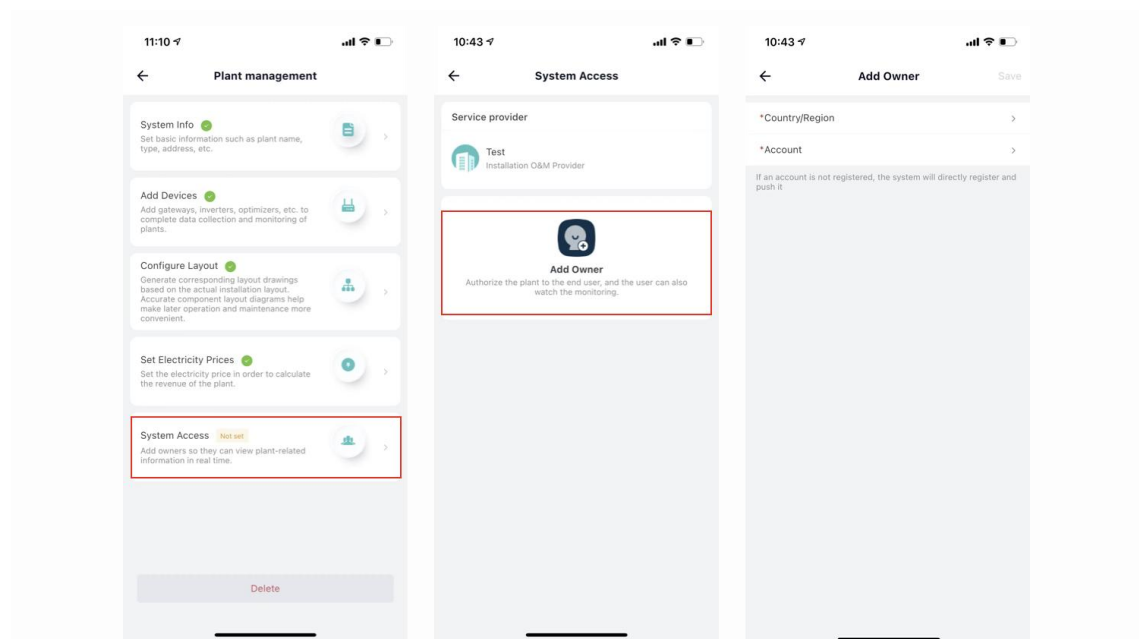 11:10
Plant management
System Info
Set basic information such as plant name,
type, address, etc.
Add Devices
Add gateways, inverters, optimizers, etc. to
complete data collection and monitoring of
plants.
Configure Layout
Generate corresponding layout drawings
based on the actual installation layout.
Accurate component layout diagrams help
make later operation and maintenance more
convenient.
Set Electricity Prices
Set the electricity price in order to calculate
the revenue of the plant.
System Access Not set
Add owners so they can view plant-related
information in real time.
Delete
10:43
System Access
Service provider
Test
Installation O&M Provider
Add Owner
Authorize the plant to the end user, and the user can also
watch the monitoring.
10:43
Add Owner Save
*Country/Region
*Account
If an account is not registered, the system will directly register and
push it